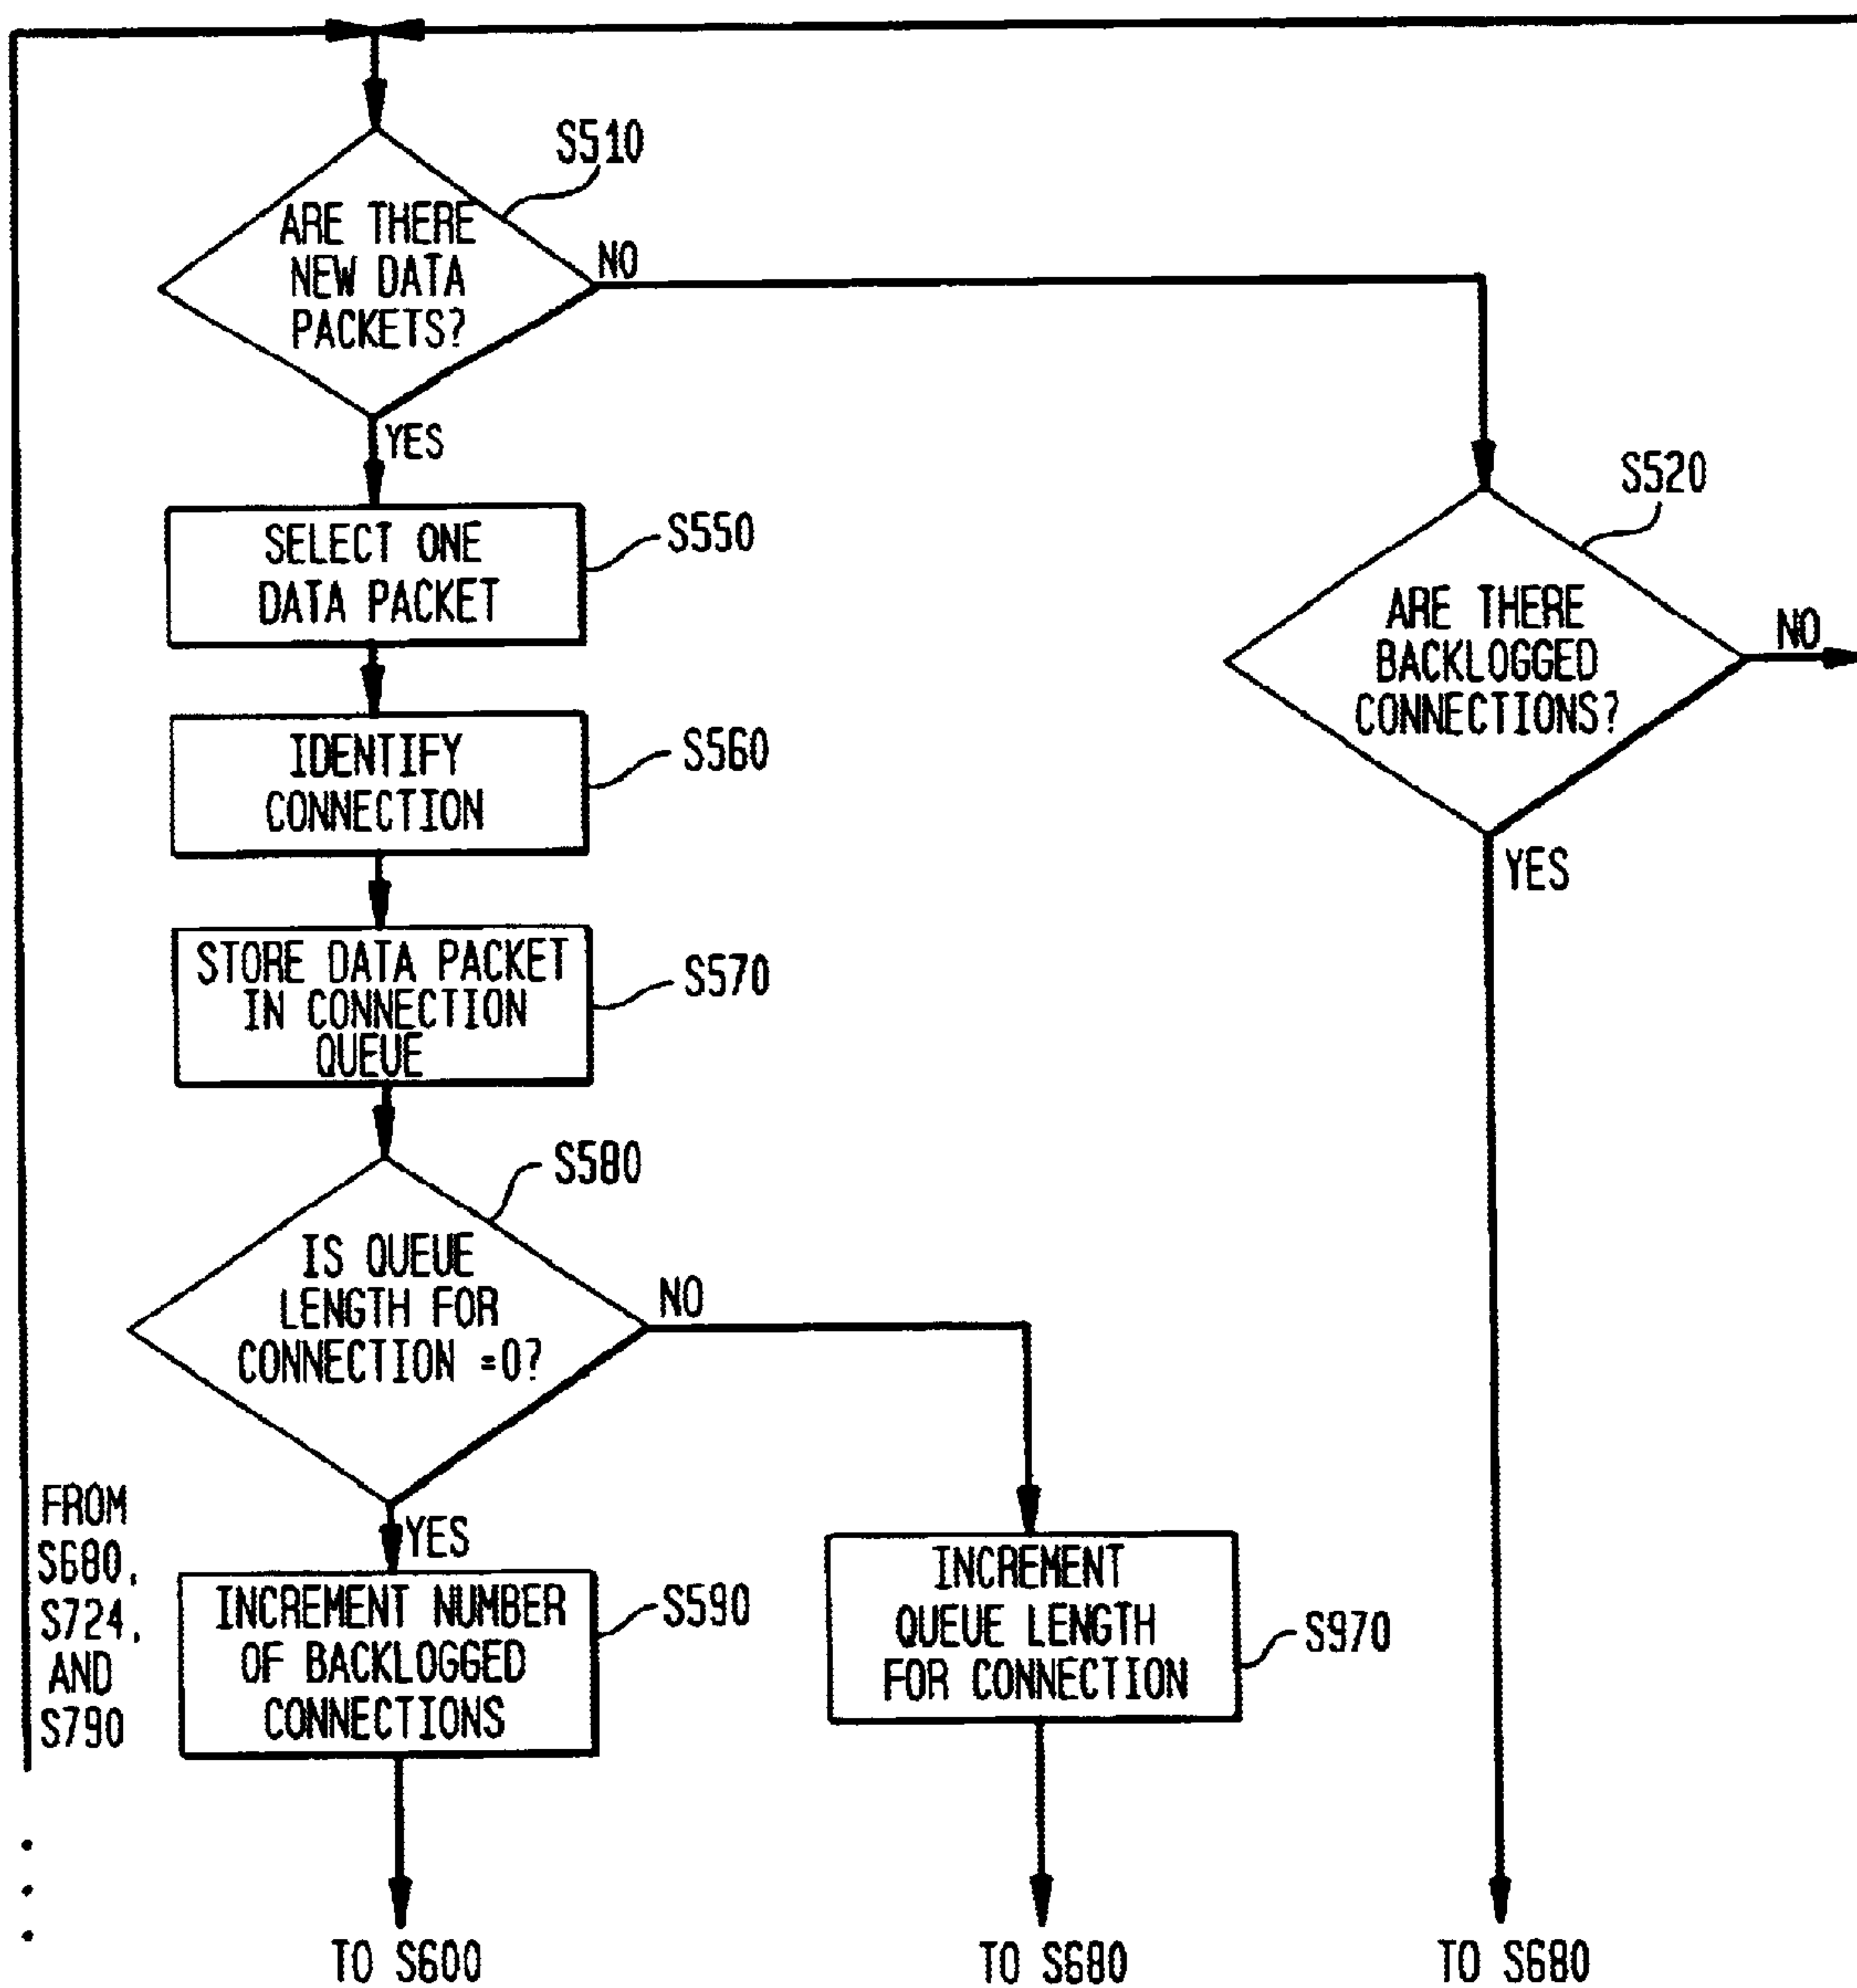 S510
ARE THERE
NEW DATA
PACKETS?
NO
YES
S520
ARE THERE
BACKLOGGED
CONNECTIONS?
NO
YES
SELECT ONE
DATA PACKET
S550
IDENTIFY
CONNECTION
S560
STORE DATA PACKET
IN CONNECTION
QUEUE
S570
S580
IS QUEUE
LENGTH FOR
CONNECTION =0?
NO
YES
FROM
S680,
S724,
AND
S790
INCREMENT NUMBER
OF BACKLOGGED
CONNECTIONS
S590
INCREMENT
QUEUE LENGTH
FOR CONNECTION
S970
TO S600
TO S680
TO S680